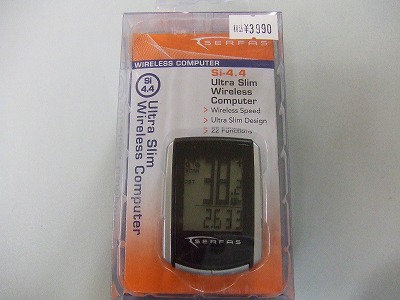 税込¥3990
SERFAS
WIRELESS COMPUTER
Si
4.4
Ultra Slim
Wireless Computer
Si-4.4
Ultra Slim
Wireless
Computer
> Wireless Speed
> Ultra Slim Design
> 22 Functions
2633
SERFAS